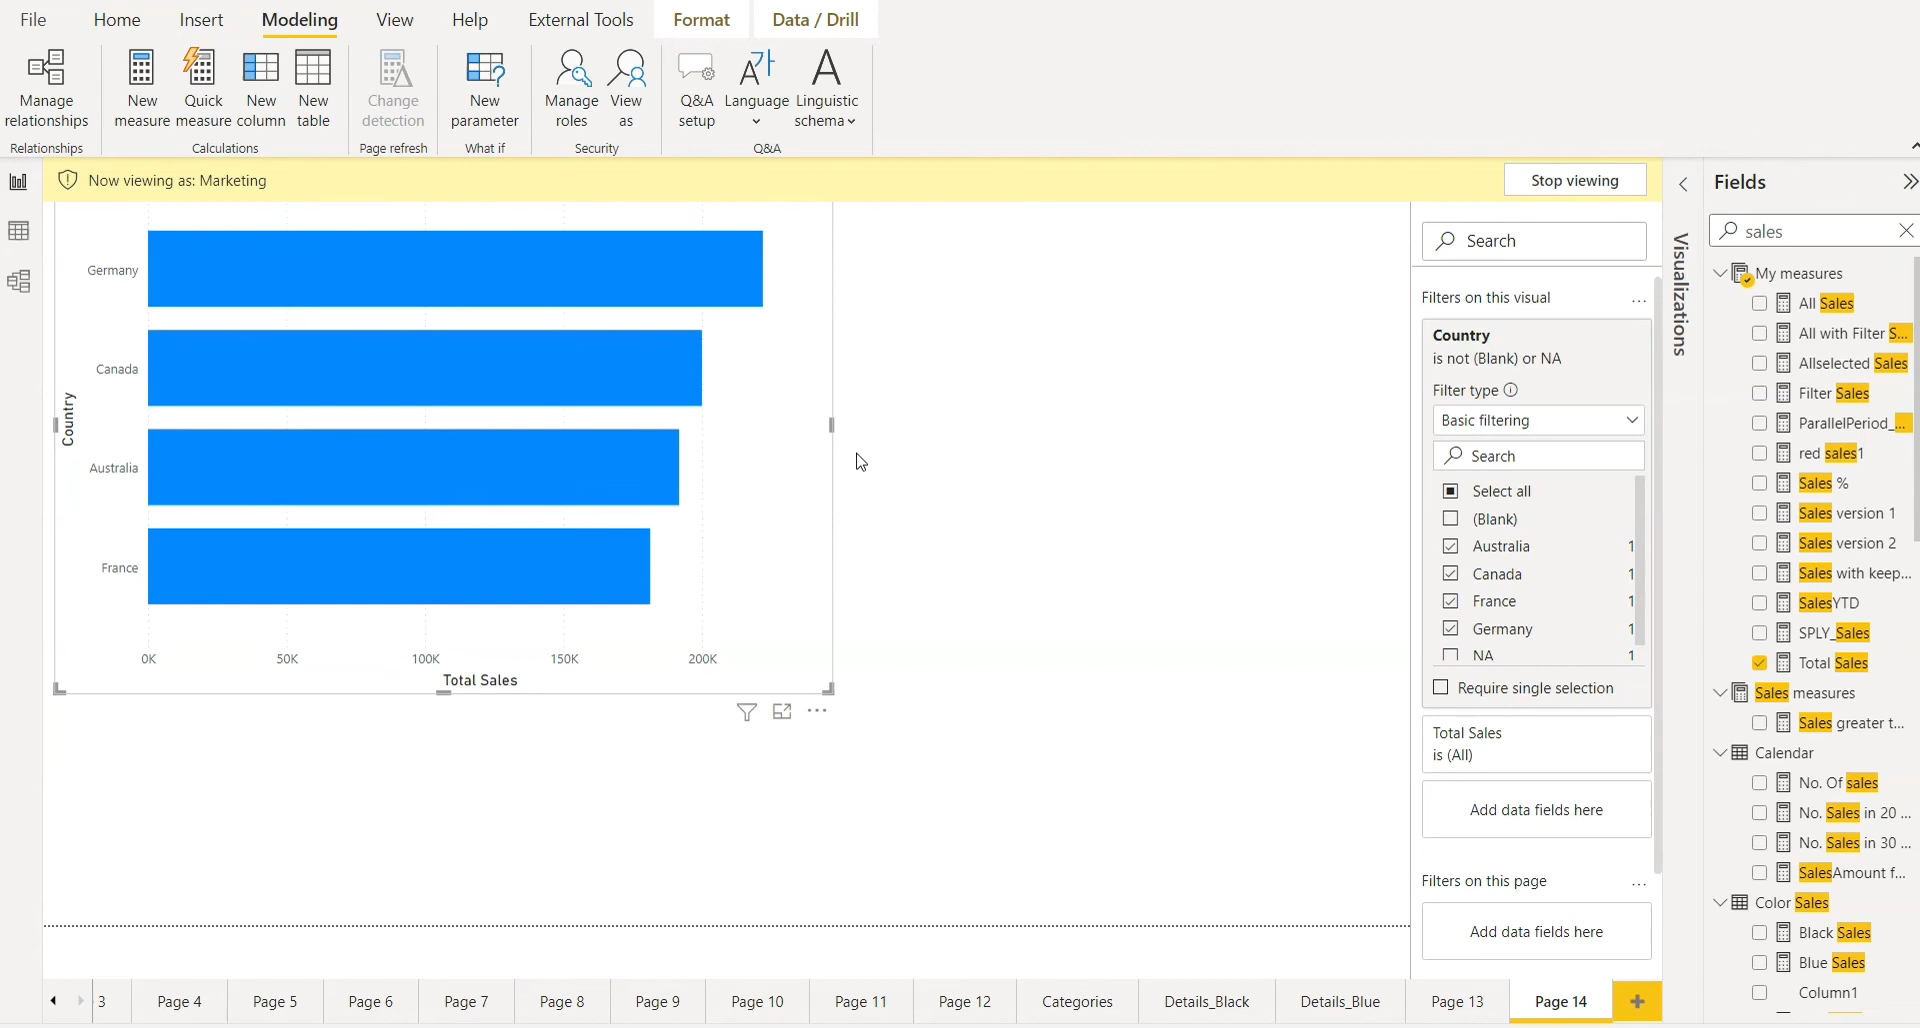 File Home Insert Modeling View Help External Tools Format Data / Drill
Manage relationships
New measure
Quick measure
New column
New table
Change detection
New parameter
Manage roles
View as
Q&A setup
Language
Linguistic schema
Relationships
Calculations
Page refresh
What if
Security
Q&A
Now viewing as: Marketing
Stop viewing
Germany
Canada
Australia
France
Country
0K 50K 100K 150K 200K
Total Sales
Search
Filters on this visual
Country
is not (Blank) or NA
Filter type
Basic filtering
Search
Select all
(Blank)
Australia 1
Canada 1
France 1
Germany 1
NA 1
Require single selection
Total Sales
is (All)
Add data fields here
Filters on this page
Add data fields here
Visualizations
Fields
sales
My measures
All Sales
All with Filter S...
Allselected Sales
Filter Sales
ParallelPeriod_...
red sales1
Sales %
Sales version 1
Sales version 2
Sales with keep...
SalesYTD
SPLY_Sales
Total Sales
Sales measures
Sales greater t...
Calendar
No. Of sales
No. Sales in 20 ...
No. Sales in 30 ...
SalesAmount f...
Color Sales
Black Sales
Blue Sales
Column1
3 Page 4 Page 5 Page 6 Page 7 Page 8 Page 9 Page 10 Page 11 Page 12 Categories Details_Black Details_Blue Page 13 Page 14